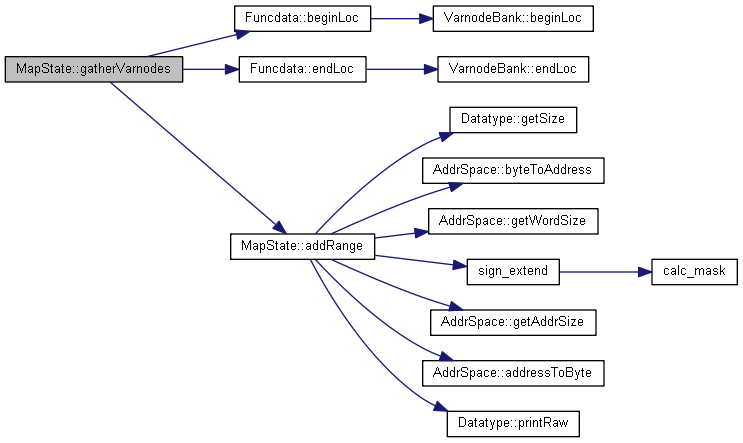 Funcdata::beginLoc
VarnodeBank::beginLoc
MapState::gatherVarnodes
Funcdata::endLoc
VarnodeBank::endLoc
Datatype::getSize
AddrSpace::byteToAddress
AddrSpace::getWordSize
MapState::addRange
sign_extend
calc_mask
AddrSpace::getAddrSize
AddrSpace::addressToByte
Datatype::printRaw